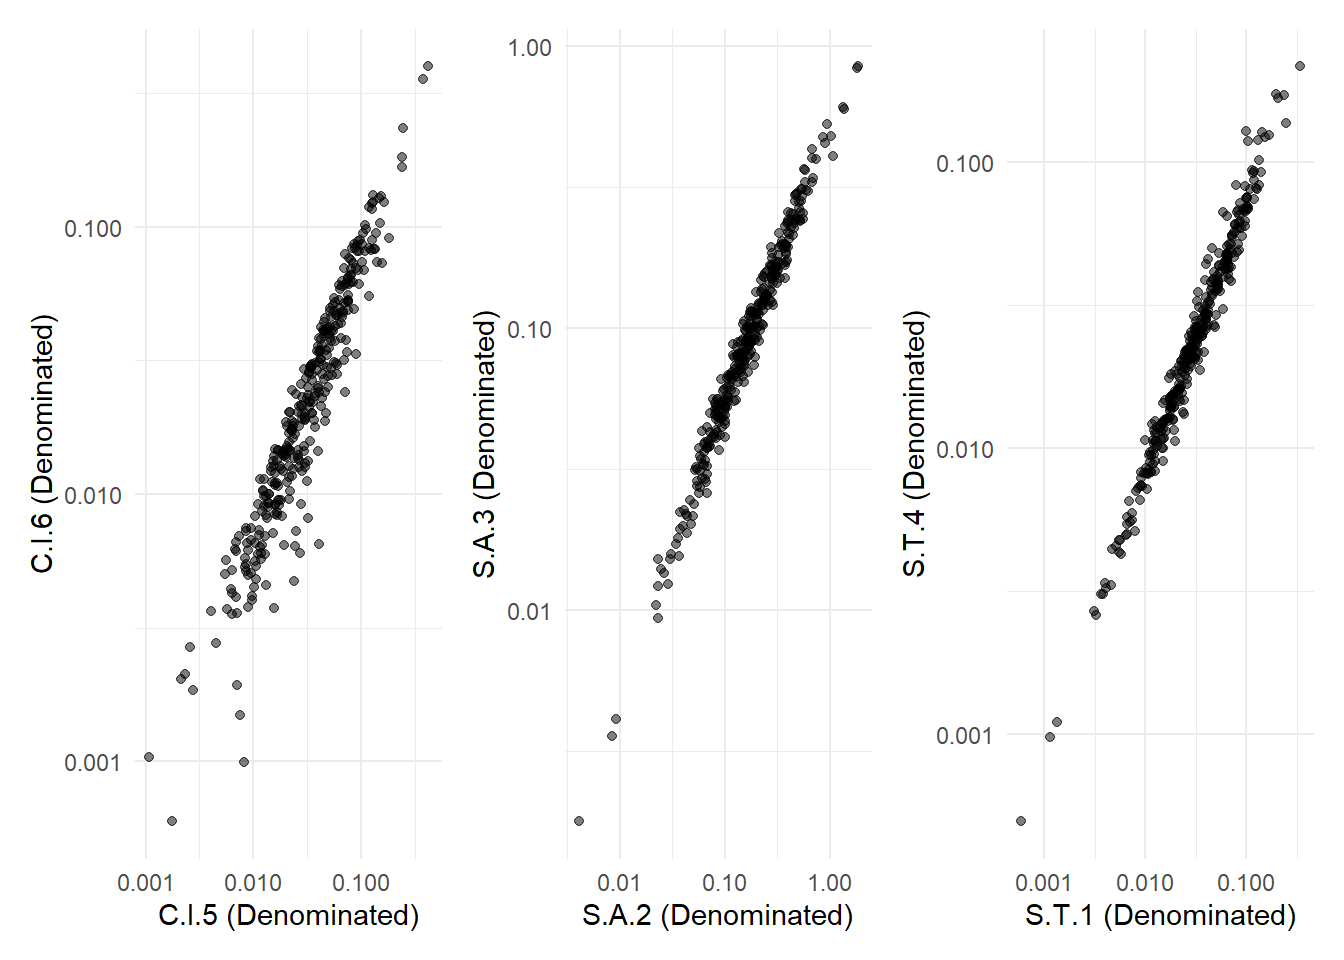 C.I.6 (Denominated)
0.100
0.010
0.001
0.001 0.010 0.100
C.I.5 (Denominated)
S.A.3 (Denominated)
1.00
0.10
0.01
0.01 0.10 1.00
S.A.2 (Denominated)
S.T.4 (Denominated)
0.100
0.010
0.001
0.001 0.010 0.100
S.T.1 (Denominated)